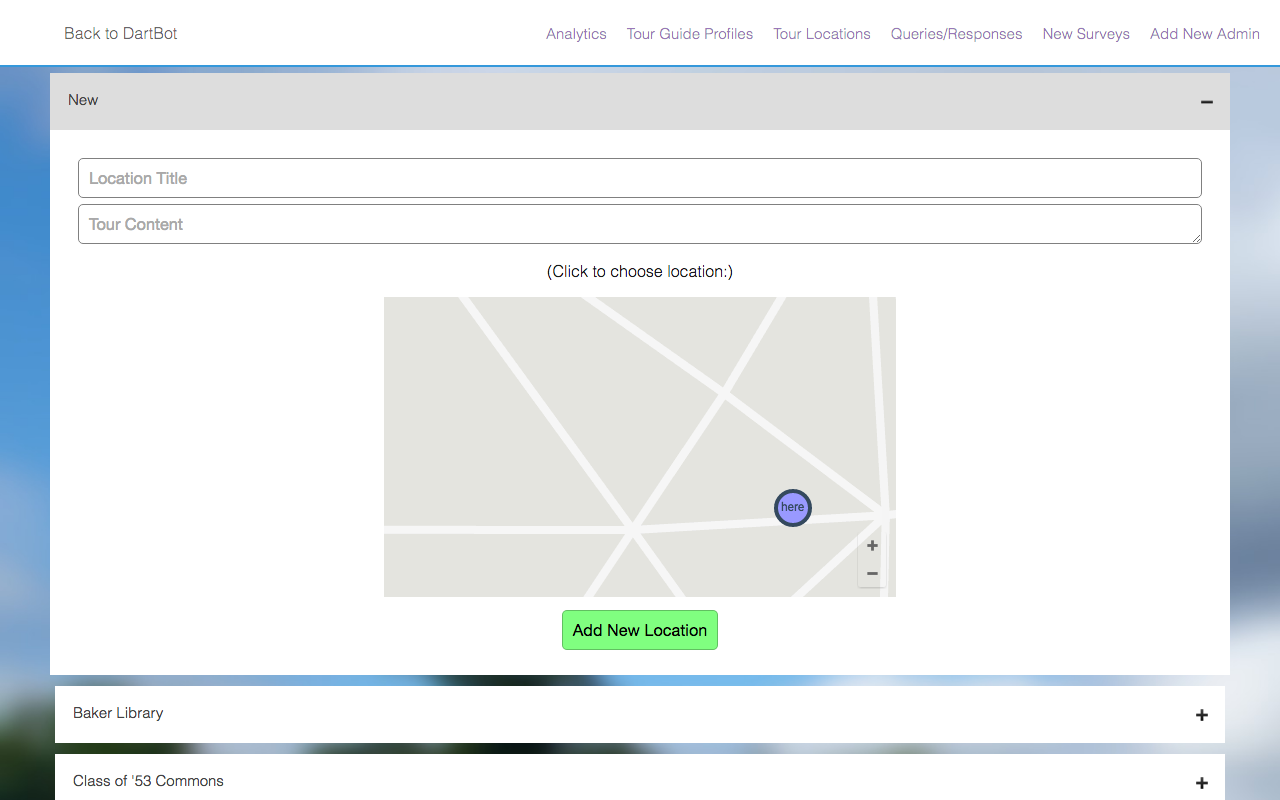 Back to DartBot
Analytics Tour Guide Profiles Tour Locations Queries/Responses New Surveys Add New Admin
New
Location Title
Tour Content
(Click to choose location:)
here
Add New Location
Baker Library
Class of '53 Commons